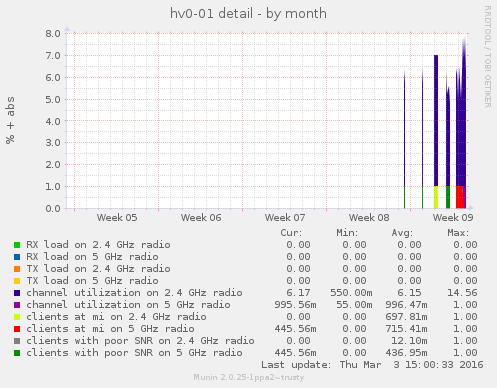 hv0-01 detail - by month
RRDTOOL / TOBI OETIKER
% + abs
8.0
7.0
6.0
5.0
4.0
3.0
2.0
1.0
0.0
Week 05 Week 06 Week 07 Week 08 Week 09
Cur: Min: Avg: Max:
RX load on 2.4 GHz radio 0.00 0.00 0.00 0.00
RX load on 5 GHz radio 0.00 0.00 0.00 0.00
TX load on 2.4 GHz radio 0.00 0.00 0.00 0.00
TX load on 5 GHz radio 0.00 0.00 0.00 0.00
channel utilization on 2.4 GHz radio 6.17 550.00m 6.15 14.56
channel utilization on 5 GHz radio 995.56m 55.00m 996.47m 1.00
clients at mi on 2.4 GHz radio 0.00 0.00 697.81m 1.00
clients at mi on 5 GHz radio 445.56m 0.00 715.41m 1.00
clients with poor SNR on 2.4 GHz radio 0.00 0.00 12.10m 1.00
clients with poor SNR on 5 GHz radio 445.56m 0.00 436.95m 1.00
Last update: Thu Mar 3 15:00:33 2016
Munin 2.0.25-1ppa2~trusty